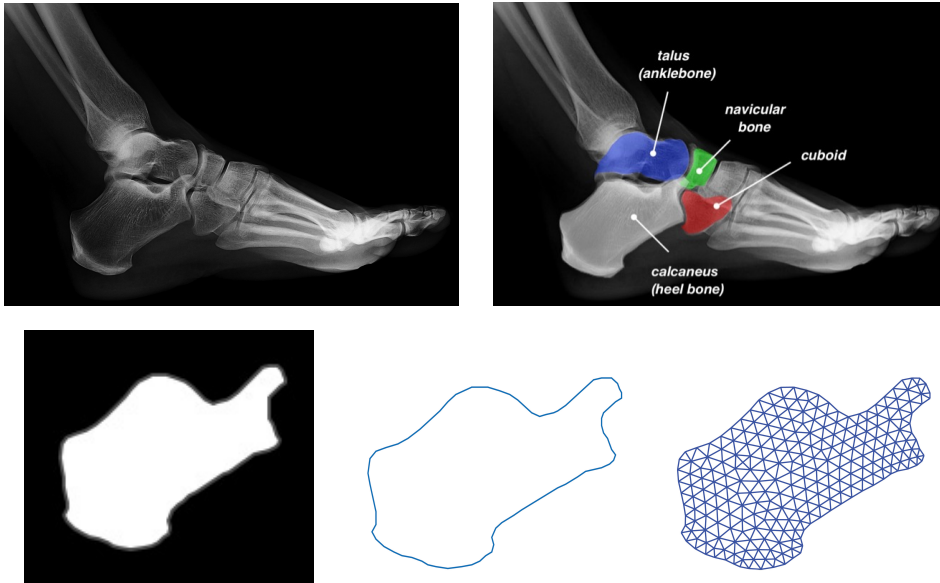 talus
(anklebone)
navicular
bone
cuboid
calcaneus
(heel bone)